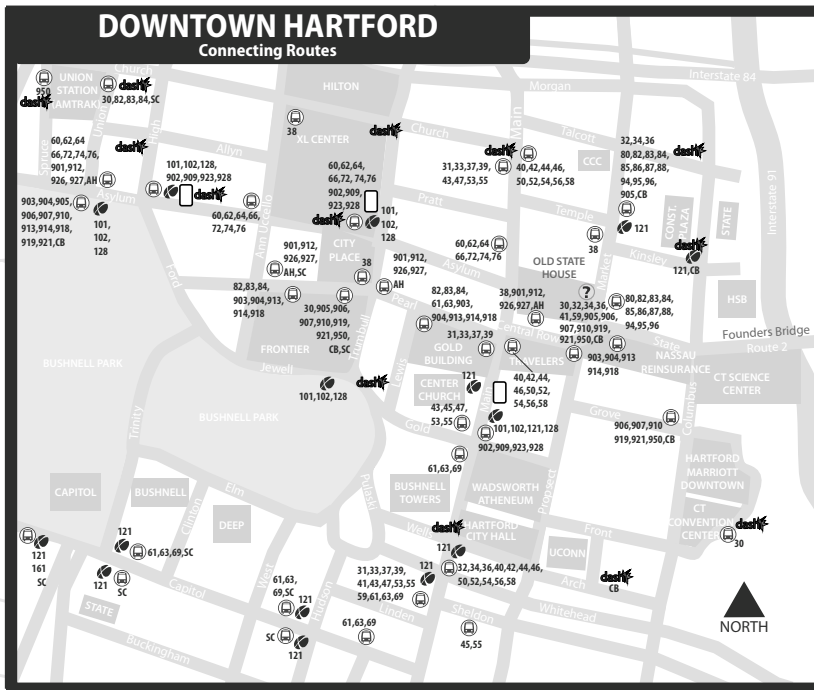 DOWNTOWN HARTFORD
Connecting Routes
Church
950
UNION
STATION
AMTRAK
dash
dash
30,82,83,84,SC
Union
High
Spruce
HILTON
Morgan
Interstate 84
38
XL CENTER
dash
Church
Main
Talcott
dash
CCC
32,34,36
80,82,83,84,
85,86,87,88,
94,95,96,
905,CB
dash
Interstate 91
60,62,64
66,72,74,76,
901,912,
926, 927,AH
dash
Allyn
101,102,128,
902,909,923,928
dash
60,62,64,
66,72, 74,76
902,909,
923,928
dash
101,
102,
128
31,33,37,39,
43,47,53,55
40,42,44,46,
50,52,54,56,58
Pratt
Temple
121
CONST.
PLAZA
STATE
903,904,905,
906,907,910,
913,914,918,
919,921,CB
Asylum
101,
102,
128
60,62,64,66,
72,74,76
Ann Uccello
CITY
PLACE
901,912,
926,927,
AH,SC
38
901,912,
926,927,
AH
60,62,64
66,72,74,76
Asylum
38
Market
Kinsley
dash
121,CB
Ford
OLD STATE
HOUSE
?
HSB
82,83,84,
903,904,913,
914,918
30,905,906,
907,910,919,
921,950,
CB,SC
Pearl
82,83,84,
61,63,903,
904,913,914,918
38,901,912,
926,927,AH
30,32,34,36,
41,59,905,906,
907,910,919,
921,950,CB
80,82,83,84,
85,86,87,88,
94,95,96
Founders Bridge
State
Route 2
Central Row
31,33,37,39
GOLD
BUILDING
TRAVELERS
903,904,913
914,918
NASSAU
REINSURANCE
CT SCIENCE
CENTER
BUSHNELL PARK
FRONTIER
Trumbull
Lewis
Jewell
101,102,128
dash
CENTER
CHURCH
121
Main
40,42,44,
46,50,52,
54,56,58
Columbus
Trinity
BUSHNELL PARK
Gold
43,45,47,
53,55
101,102,121,128
902,909,923,928
Grove
906,907,910
919,921,950,CB
61,63,69
HARTFORD
MARRIOTT
DOWNTOWN
CAPITOL
BUSHNELL
Clinton
Elm
DEEP
Pulaski
BUSHNELL
TOWERS
WADSWORTH
ATHENEUM
Prospect
CT
CONVENTION
CENTER
dash
30
Wells
dash
HARTFORD
CITY HALL
Front
121
161
SC
121
61,63,69,SC
121
UCONN
121
SC
Capitol
West
61,63,
69,SC
121
Hudson
31,33,37,39,
41,43,47,53,55
59,61,63,69
121
32,34,36,40,42,44,46,
50,52,54,56,58
Arch
dash
CB
STATE
Buckingham
SC
121
61,63,69
Linden
Sheldon
45,55
Whitehead
NORTH